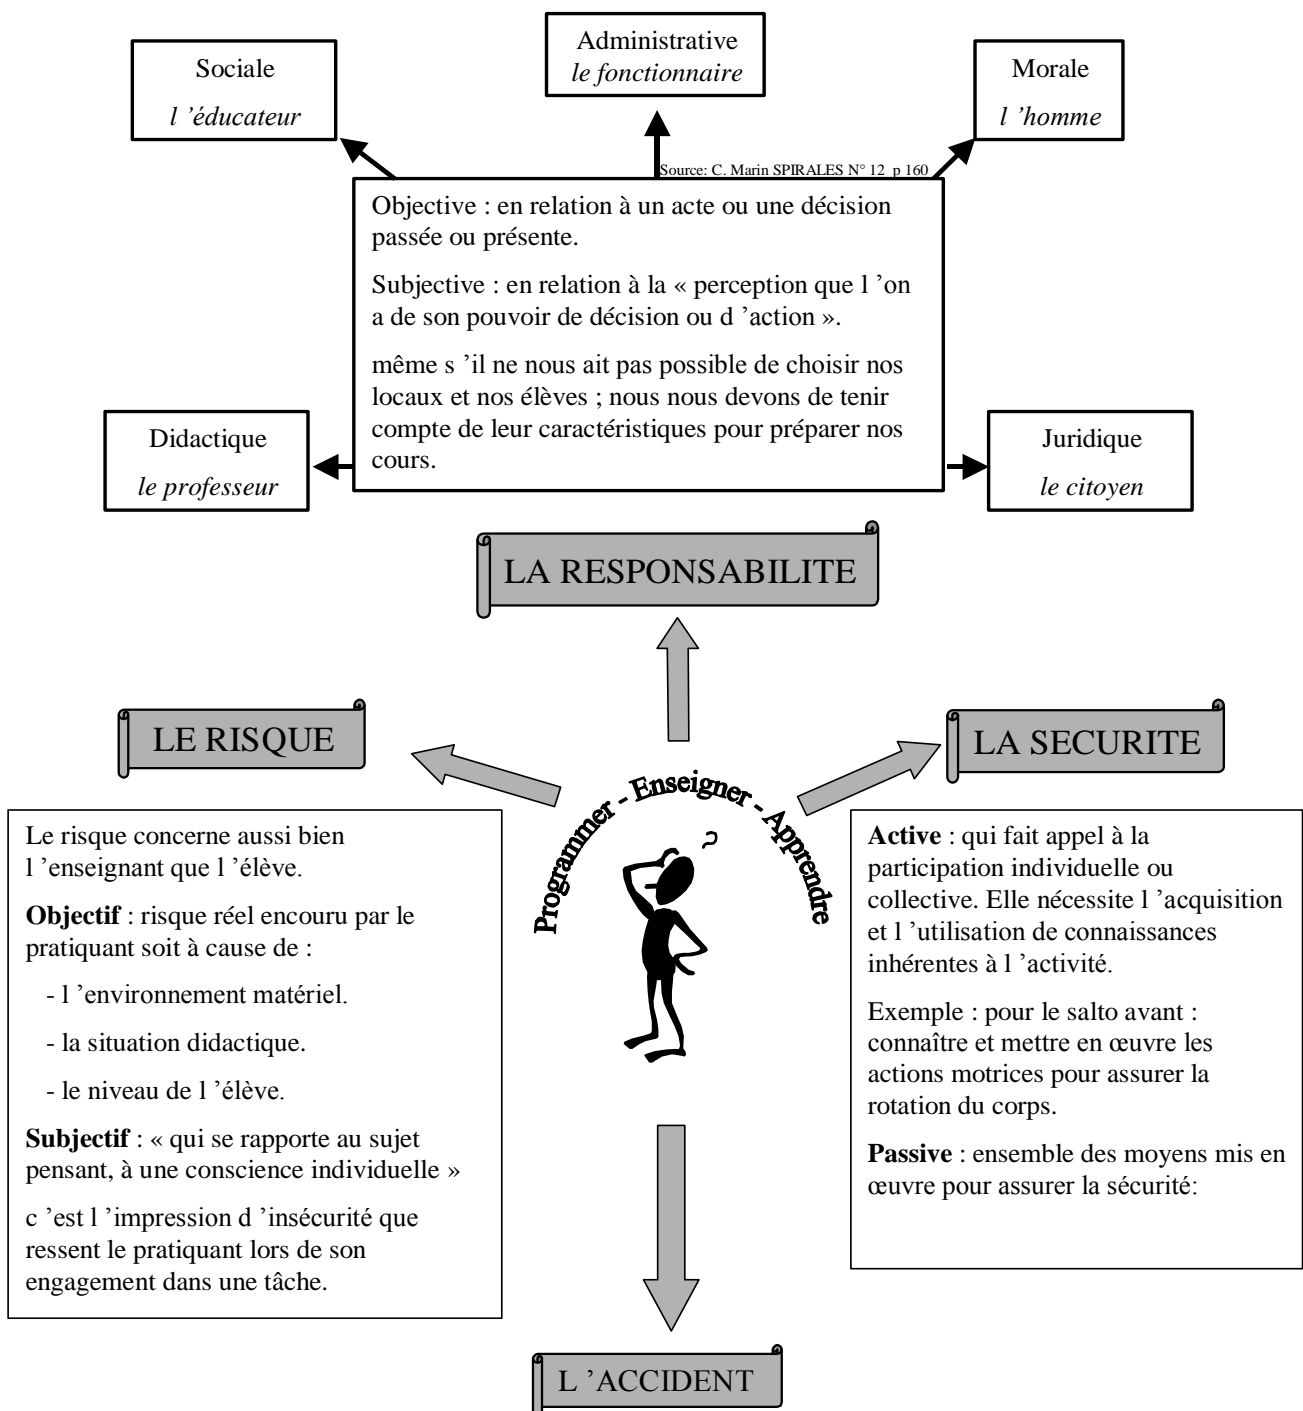 Administrative
le fonctionnaire
Sociale
l ’éducateur
Morale
l ’homme
Source: C. Marin SPIRALES N° 12 p 160
Objective : en relation à un acte ou une décision
passée ou présente.
Subjective : en relation à la « perception que l ’on
a de son pouvoir de décision ou d ’action ».
même s ’il ne nous ait pas possible de choisir nos
locaux et nos élèves ; nous nous devons de tenir
compte de leur caractéristiques pour préparer nos
cours.
Didactique
le professeur
Juridique
le citoyen
LA RESPONSABILITE
LE RISQUE
LA SECURITE
Programmer - Enseigner - Apprendre
?
Le risque concerne aussi bien
l ’enseignant que l ’élève.
Objectif : risque réel encouru par le
pratiquant soit à cause de :
- l ’environnement matériel.
- la situation didactique.
- le niveau de l ’élève.
Subjectif : « qui se rapporte au sujet
pensant, à une conscience individuelle »
c ’est l ’impression d ’insécurité que
ressent le pratiquant lors de son
engagement dans une tâche.
Active : qui fait appel à la
participation individuelle ou
collective. Elle nécessite l ’acquisition
et l ’utilisation de connaissances
inhérentes à l ’activité.
Exemple : pour le salto avant :
connaître et mettre en œuvre les
actions motrices pour assurer la
rotation du corps.
Passive : ensemble des moyens mis en
œuvre pour assurer la sécurité:
L ’ACCIDENT